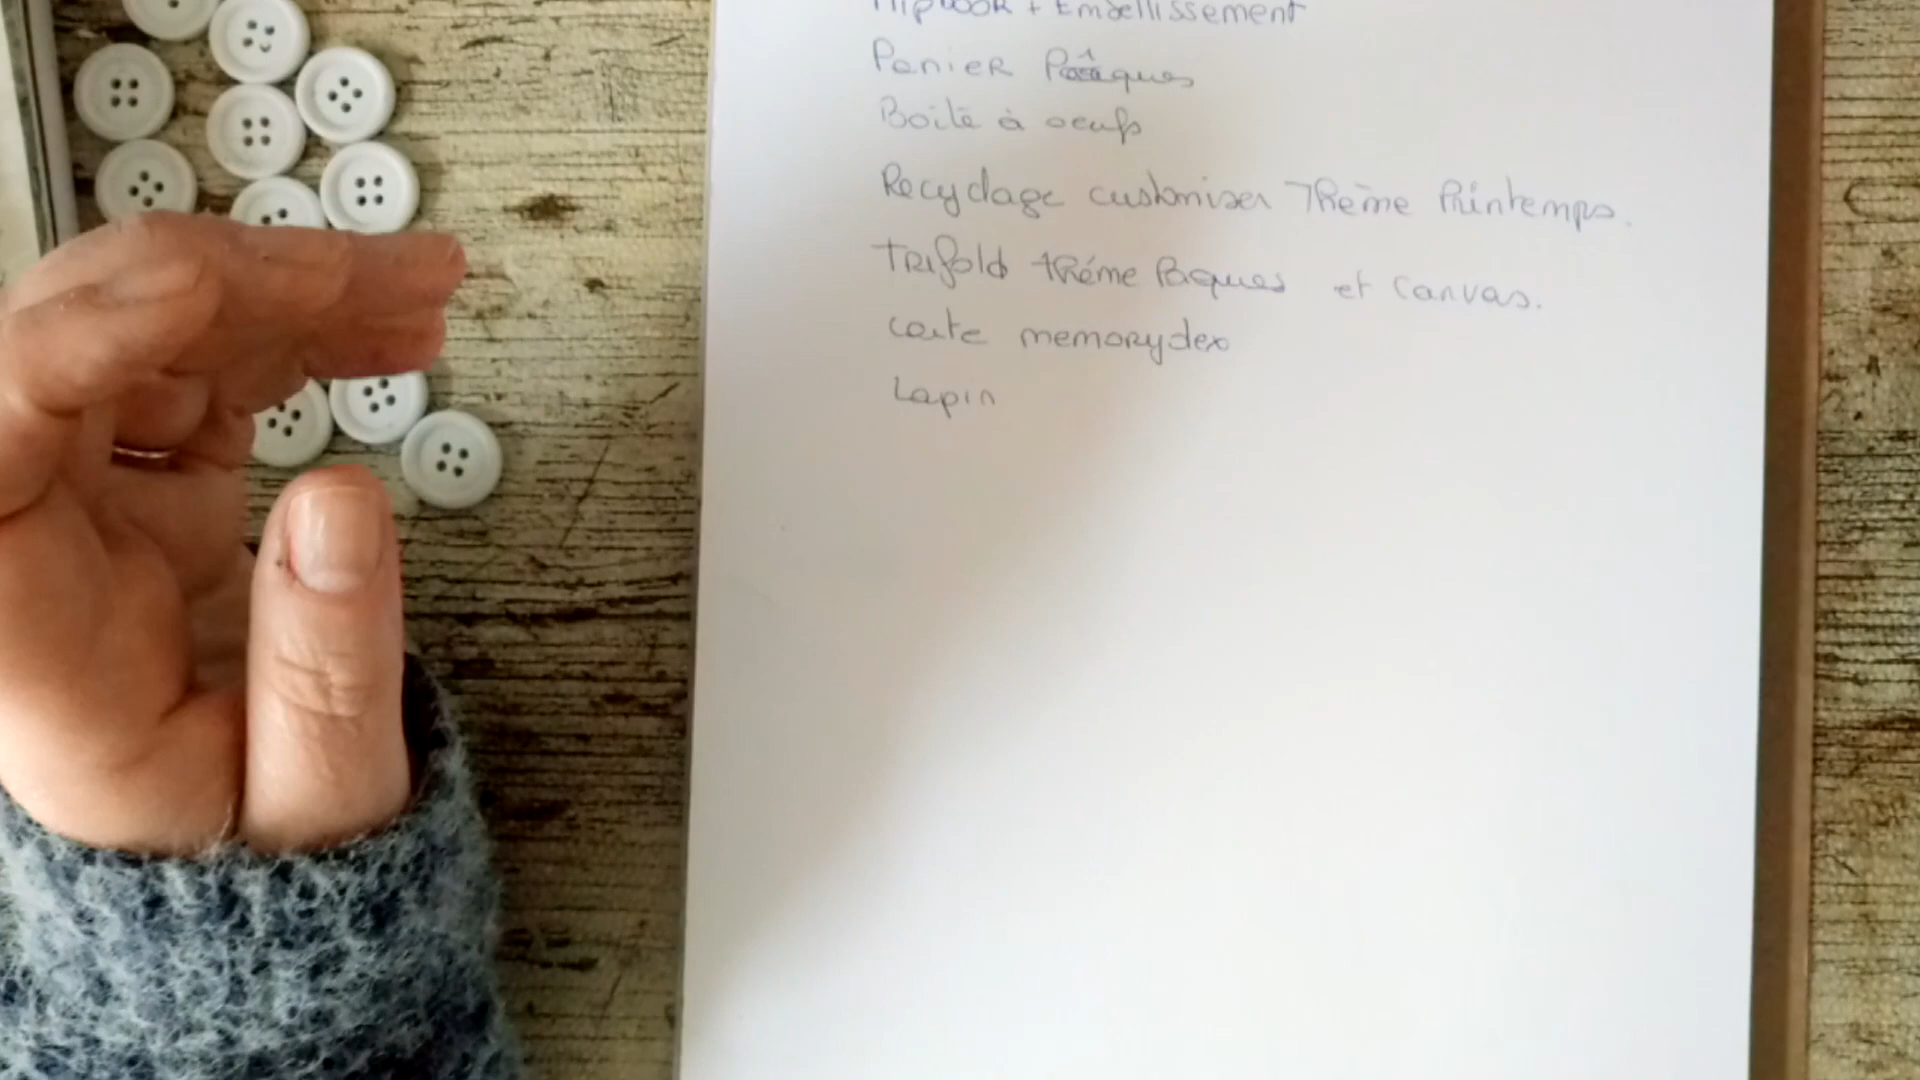 Flipbook + Embellissement
Panier Pâques
Boîte à oeufs
Recyclage customiser Thème Printemps.
Trifold thème Pâques et Canvas.
carte memorydex
Lapin